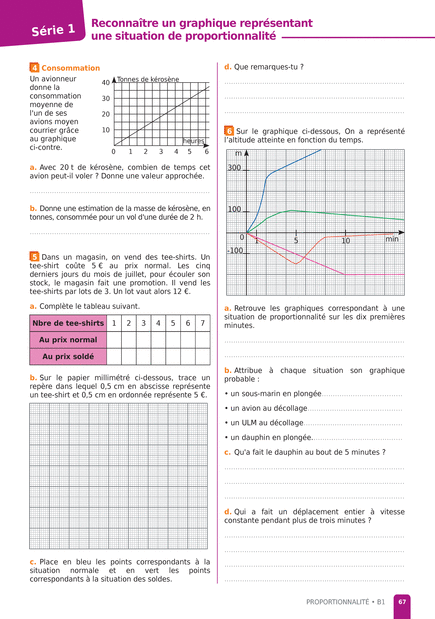 Série 1
Reconnaître un graphique représentant
une situation de proportionnalité
4 Consommation
Un avionneur
donne la
consommation
moyenne de
l'un de ses
avions moyen
courrier grâce
au graphique
ci-contre.
Tonnes de kérosène
40
30
20
10
heures
0 1 2 3 4 5 6
a. Avec 20 t de kérosène, combien de temps cet
avion peut-il voler ? Donne une valeur approchée.
b. Donne une estimation de la masse de kérosène, en
tonnes, consommée pour un vol d'une durée de 2 h.
5 Dans un magasin, on vend des tee-shirts. Un
tee-shirt coûte 5 € au prix normal. Les cinq
derniers jours du mois de juillet, pour écouler son
stock, le magasin fait une promotion. Il vend les
tee-shirts par lots de 3. Un lot vaut alors 12 €.
a. Complète le tableau suivant.
Nbre de tee-shirts 1 2 3 4 5 6 7
Au prix normal
Au prix soldé
b. Sur le papier millimétré ci-dessous, trace un
repère dans lequel 0,5 cm en abscisse représente
un tee-shirt et 0,5 cm en ordonnée représente 5 €.
c. Place en bleu les points correspondants à la
situation normale et en vert les points
correspondants à la situation des soldes.
d. Que remarques-tu ?
6 Sur le graphique ci-dessous, On a représenté
l'altitude atteinte en fonction du temps.
m
300
100
0 1 5 10 min
-100
a. Retrouve les graphiques correspondant à une
situation de proportionnalité sur les dix premières
minutes.
b. Attribue à chaque situation son graphique
probable :
• un sous-marin en plongée
• un avion au décollage
• un ULM au décollage
• un dauphin en plongée
c. Qu'a fait le dauphin au bout de 5 minutes ?
d. Qui a fait un déplacement entier à vitesse
constante pendant plus de trois minutes ?
PROPORTIONNALITÉ • B1 67